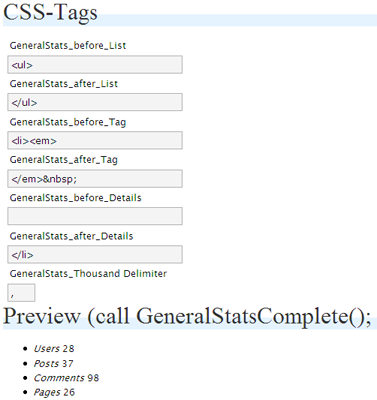 CSS-Tags
GeneralStats_before_List
<ul>
GeneralStats_after_List
</ul>
GeneralStats_before_Tag
<li><em>
GeneralStats_after_Tag
</em>&nbsp;
GeneralStats_before_Details
GeneralStats_after_Details
</li>
GeneralStats_Thousand Delimiter
,
Preview (call GeneralStatsComplete();
• Users 28
• Posts 37
• Comments 98
• Pages 26